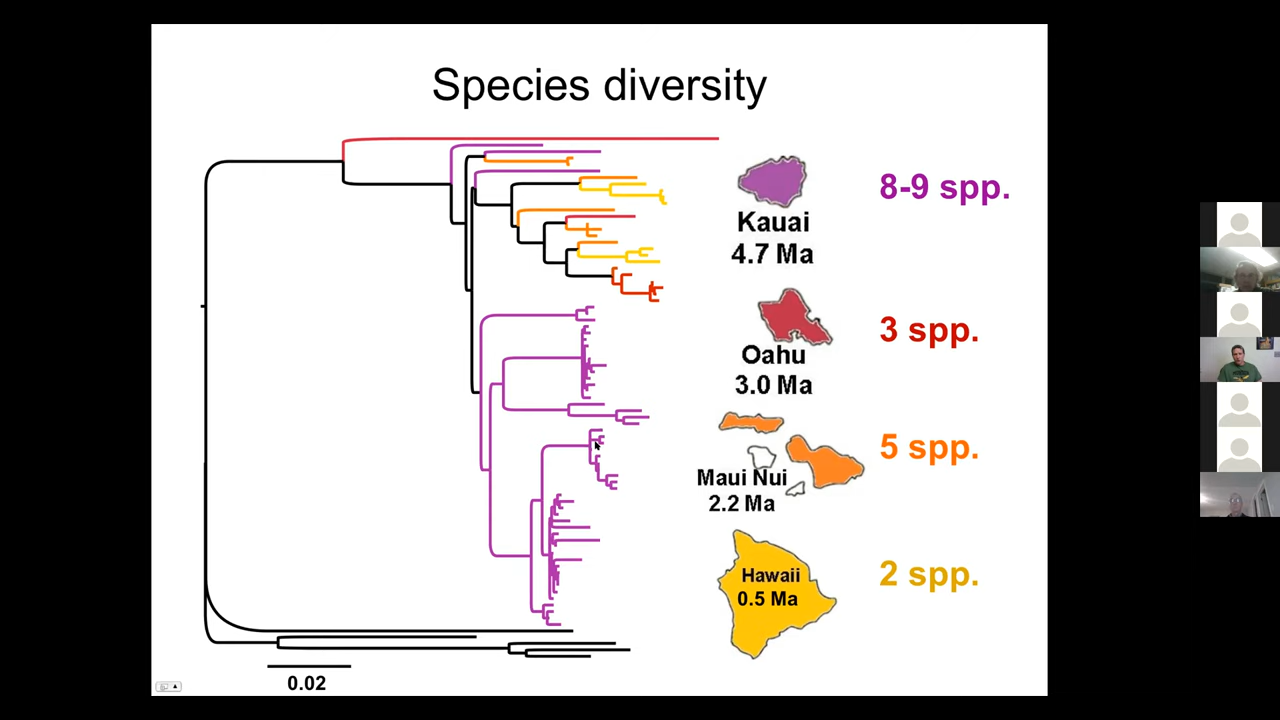 Species diversity
Kauai
4.7 Ma
8-9 spp.
Oahu
3.0 Ma
3 spp.
Maui Nui
2.2 Ma
5 spp.
Hawaii
0.5 Ma
2 spp.
0.02